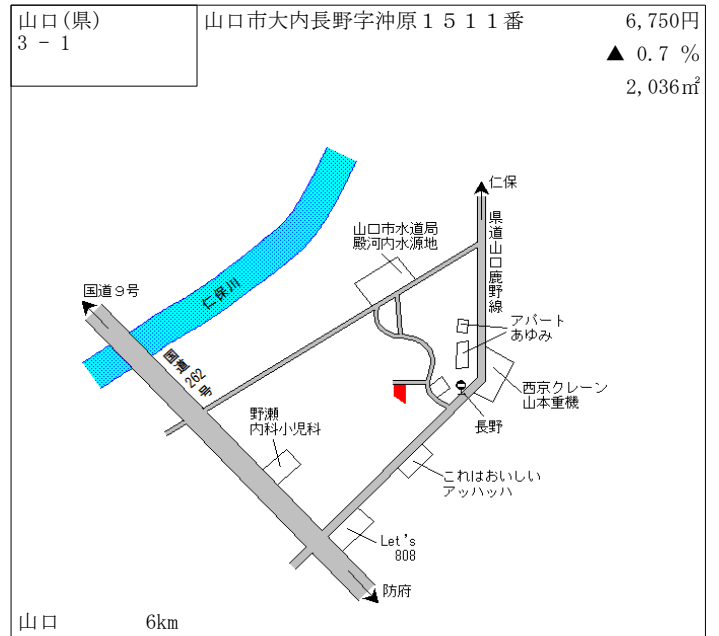 山口(県)
3 - 1
山口市大内長野字沖原１５１１番
6,750円
▲ 0.7 %
2,036㎡
仁保
県道山口鹿野線
山口市水道局
殿河内水源地
国道９号
仁保川
アパート
あゆみ
国道262号
西京クレーン
山本重機
長野
野瀬
内科小児科
これはおいしい
アッハッハ
Let's
808
防府
山口 6km